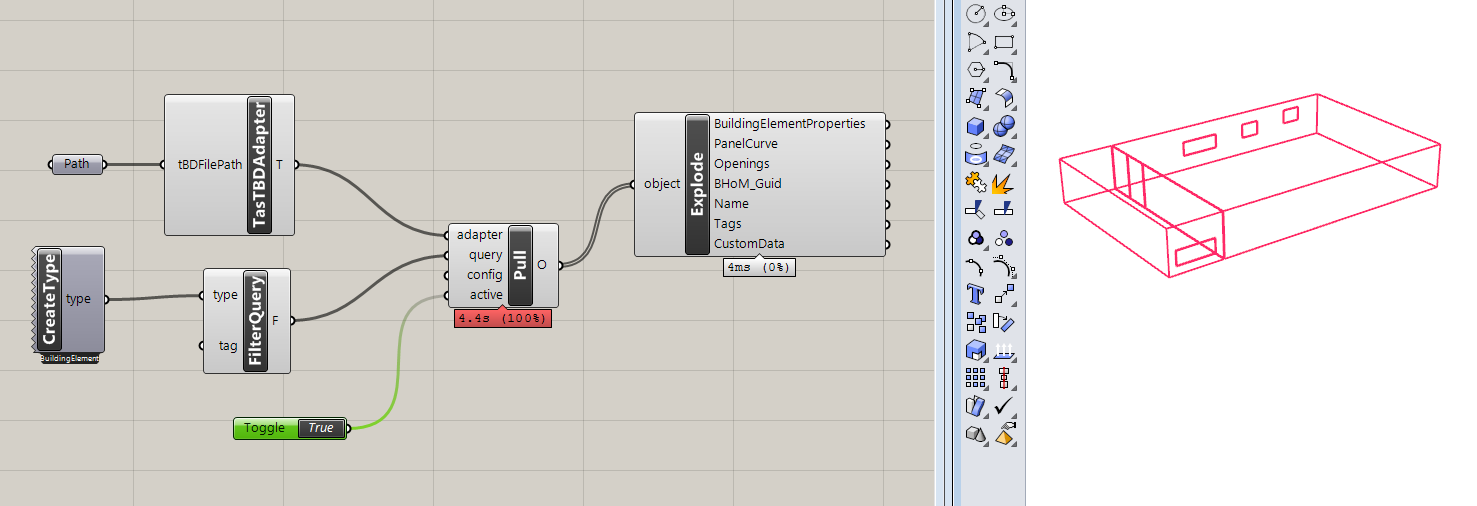 Path
tBDFilePath
TasTBDAdapter
T
CreateType
type
BuildingElement
type
tag
FilterQuery
F
Toggle
True
adapter
query
config
active
Pull
O
4.4s (100%)
object
Explode
BuildingElementProperties
PanelCurve
Openings
BHoM_Guid
Name
Tags
CustomData
4ms (0%)